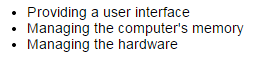 • Providing a user interface
• Managing the computer's memory
• Managing the hardware